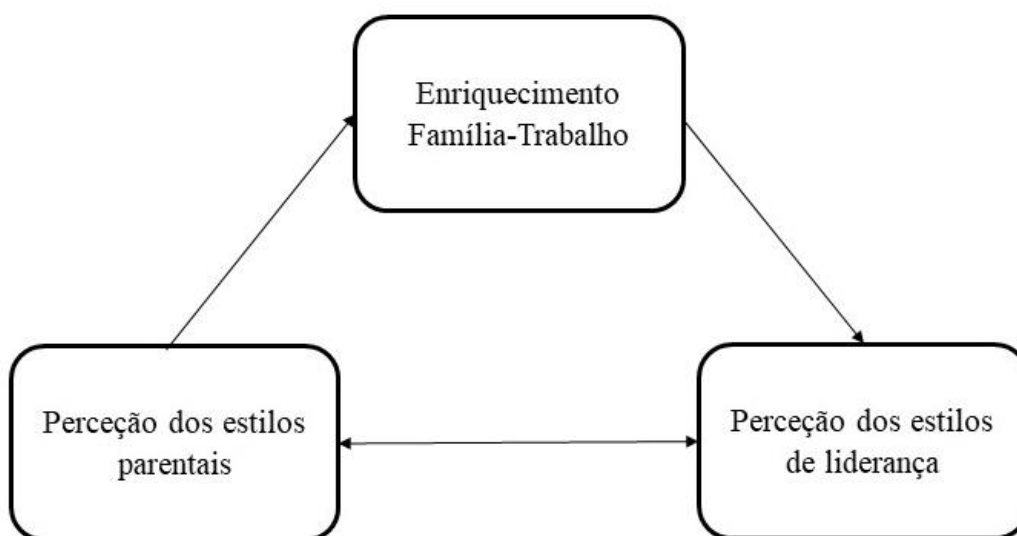 Enriquecimento
Família-Trabalho
Perceção dos estilos
parentais
Perceção dos estilos
de liderança